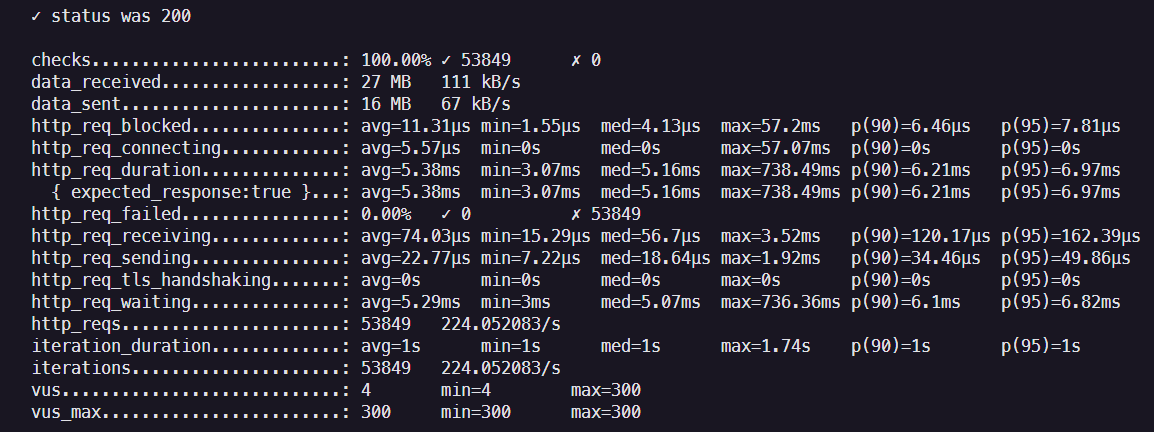 ✓ status was 200
checks.........................: 100.00% ✓ 53849      ✗ 0
data_received..................: 27 MB   111 kB/s
data_sent......................: 16 MB   67 kB/s
http_req_blocked...............: avg=11.31µs min=1.55µs  med=4.13µs  max=57.2ms   p(90)=6.46µs   p(95)=7.81µs
http_req_connecting............: avg=5.57µs  min=0s      med=0s      max=57.07ms  p(90)=0s       p(95)=0s
http_req_duration..............: avg=5.38ms  min=3.07ms  med=5.16ms  max=738.49ms p(90)=6.21ms   p(95)=6.97ms
  { expected_response:true }...: avg=5.38ms  min=3.07ms  med=5.16ms  max=738.49ms p(90)=6.21ms   p(95)=6.97ms
http_req_failed................: 0.00%   ✓ 0          ✗ 53849
http_req_receiving.............: avg=74.03µs min=15.29µs med=56.7µs  max=3.52ms   p(90)=120.17µs p(95)=162.39µs
http_req_sending...............: avg=22.77µs min=7.22µs  med=18.64µs max=1.92ms   p(90)=34.46µs  p(95)=49.86µs
http_req_tls_handshaking.......: avg=0s      min=0s      med=0s      max=0s       p(90)=0s       p(95)=0s
http_req_waiting...............: avg=5.29ms  min=3ms     med=5.07ms  max=736.36ms p(90)=6.1ms    p(95)=6.82ms
http_reqs......................: 53849   224.052083/s
iteration_duration.............: avg=1s      min=1s      med=1s      max=1.74s    p(90)=1s       p(95)=1s
iterations.....................: 53849   224.052083/s
vus............................: 4       min=4        max=300
vus_max........................: 300     min=300      max=300